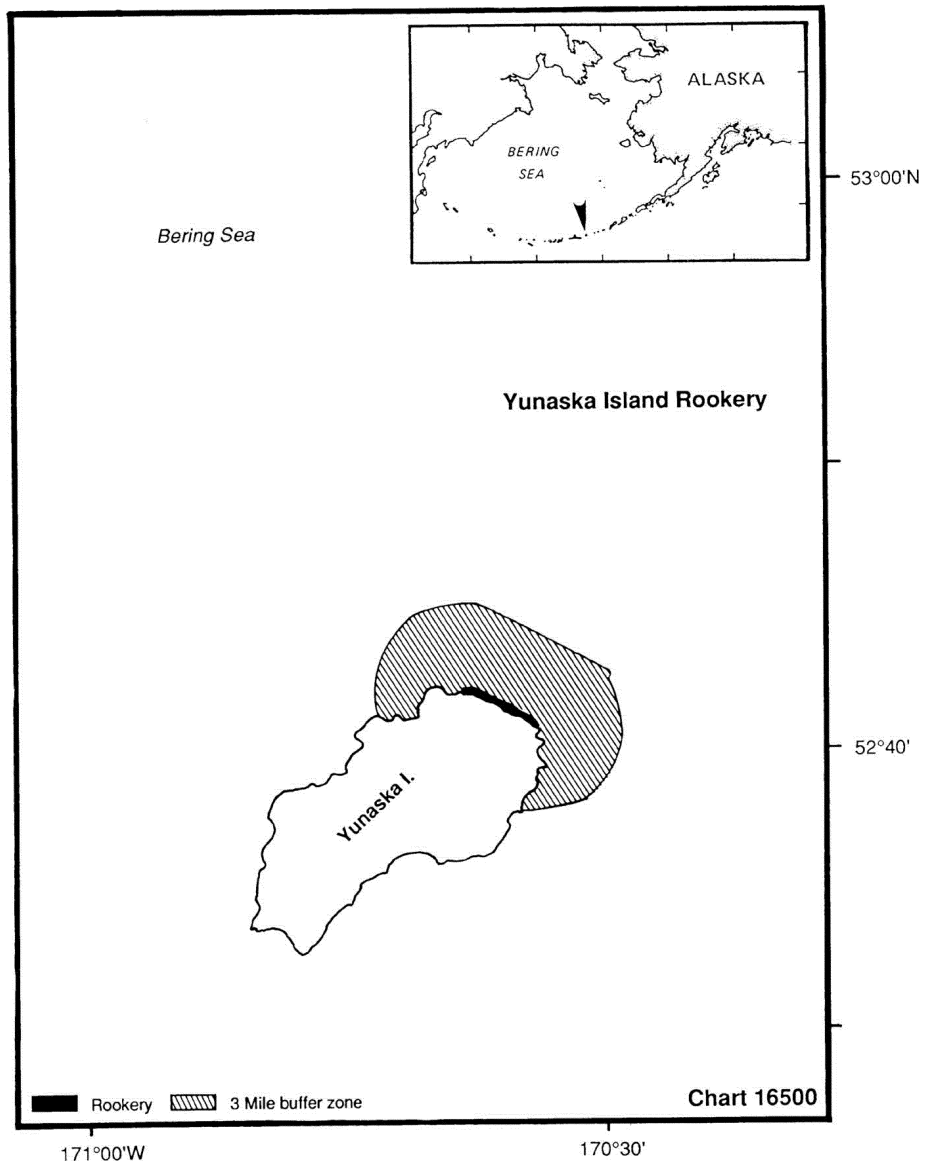 ALASKA
BERING
SEA
53°00'N
Bering Sea
Yunaska Island Rookery
52°40'
Yunaska I.
Rookery
3 Mile buffer zone
Chart 16500
171°00'W
170°30'